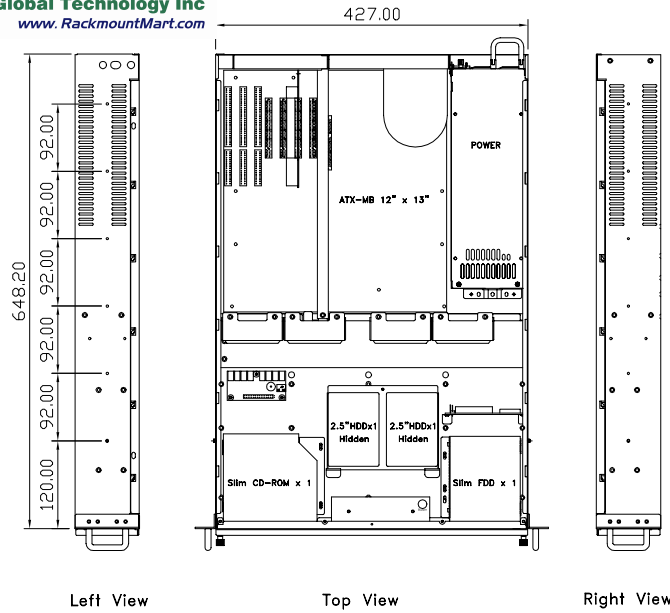 Global Technology Inc
www. RackmountMart.com
427.00
648.20
92.00
92.00
92.00
92.00
92.00
120.00
POWER
ATX-MB 12" x 13"
2.5"HDDx1
Hidden
2.5"HDDx1
Hidden
Slim CD-ROM x 1
Slim FDD x 1
Left View
Top View
Right View